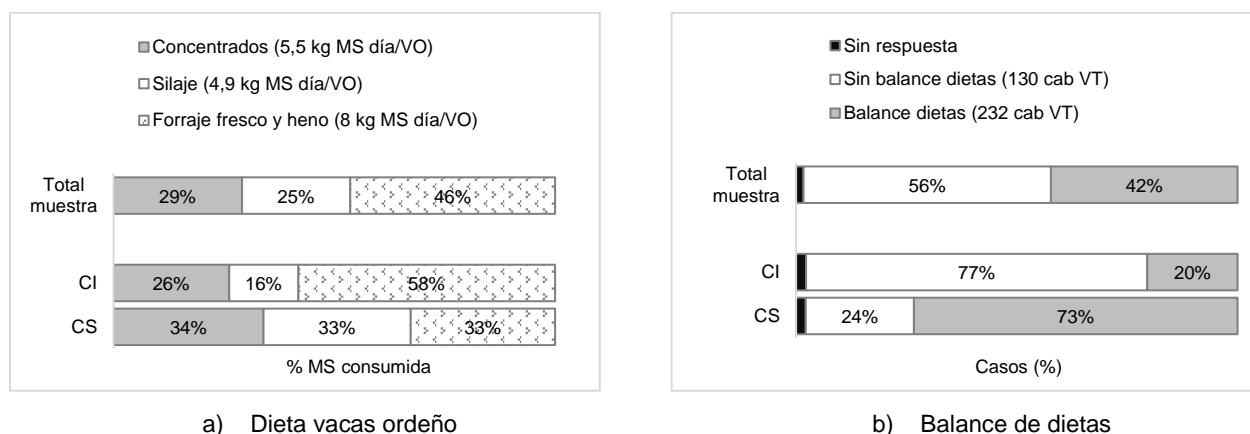 Concentrados (5,5 kg MS día/VO)
Silaje (4,9 kg MS día/VO)
Forraje fresco y heno (8 kg MS día/VO)
Total
muestra
29%
25%
46%
CI
26%
16%
58%
CS
34%
33%
33%
% MS consumida
a) Dieta vacas ordeño
Sin respuesta
Sin balance dietas (130 cab VT)
Balance dietas (232 cab VT)
Total
muestra
56%
42%
CI
77%
20%
CS
24%
73%
Casos (%)
b) Balance de dietas